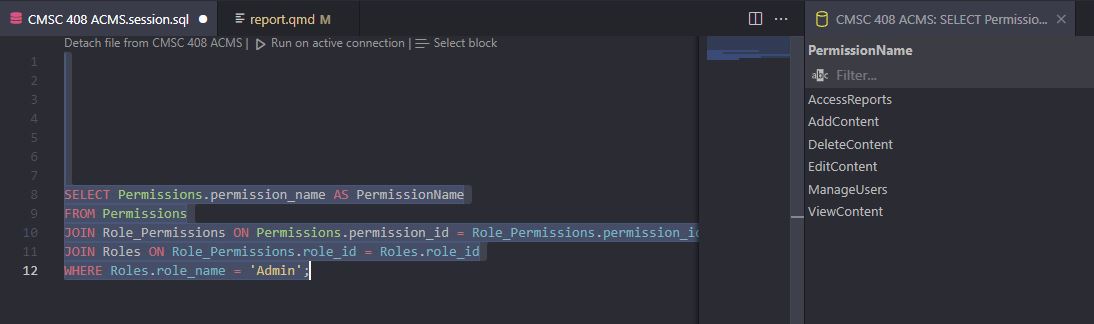 CMSC 408 ACMS.session.sql
report.qmd M
CMSC 408 ACMS: SELECT Permissio...
Detach file from CMSC 408 ACMS | Run on active connection | Select block
1
2
3
4
5
6
7
8 SELECT Permissions.permission_name AS PermissionName
9 FROM Permissions
10 JOIN Role_Permissions ON Permissions.permission_id = Role_Permissions.permission_id
11 JOIN Roles ON Role_Permissions.role_id = Roles.role_id
12 WHERE Roles.role_name = 'Admin';
PermissionName
abc Filter...
AccessReports
AddContent
DeleteContent
EditContent
ManageUsers
ViewContent